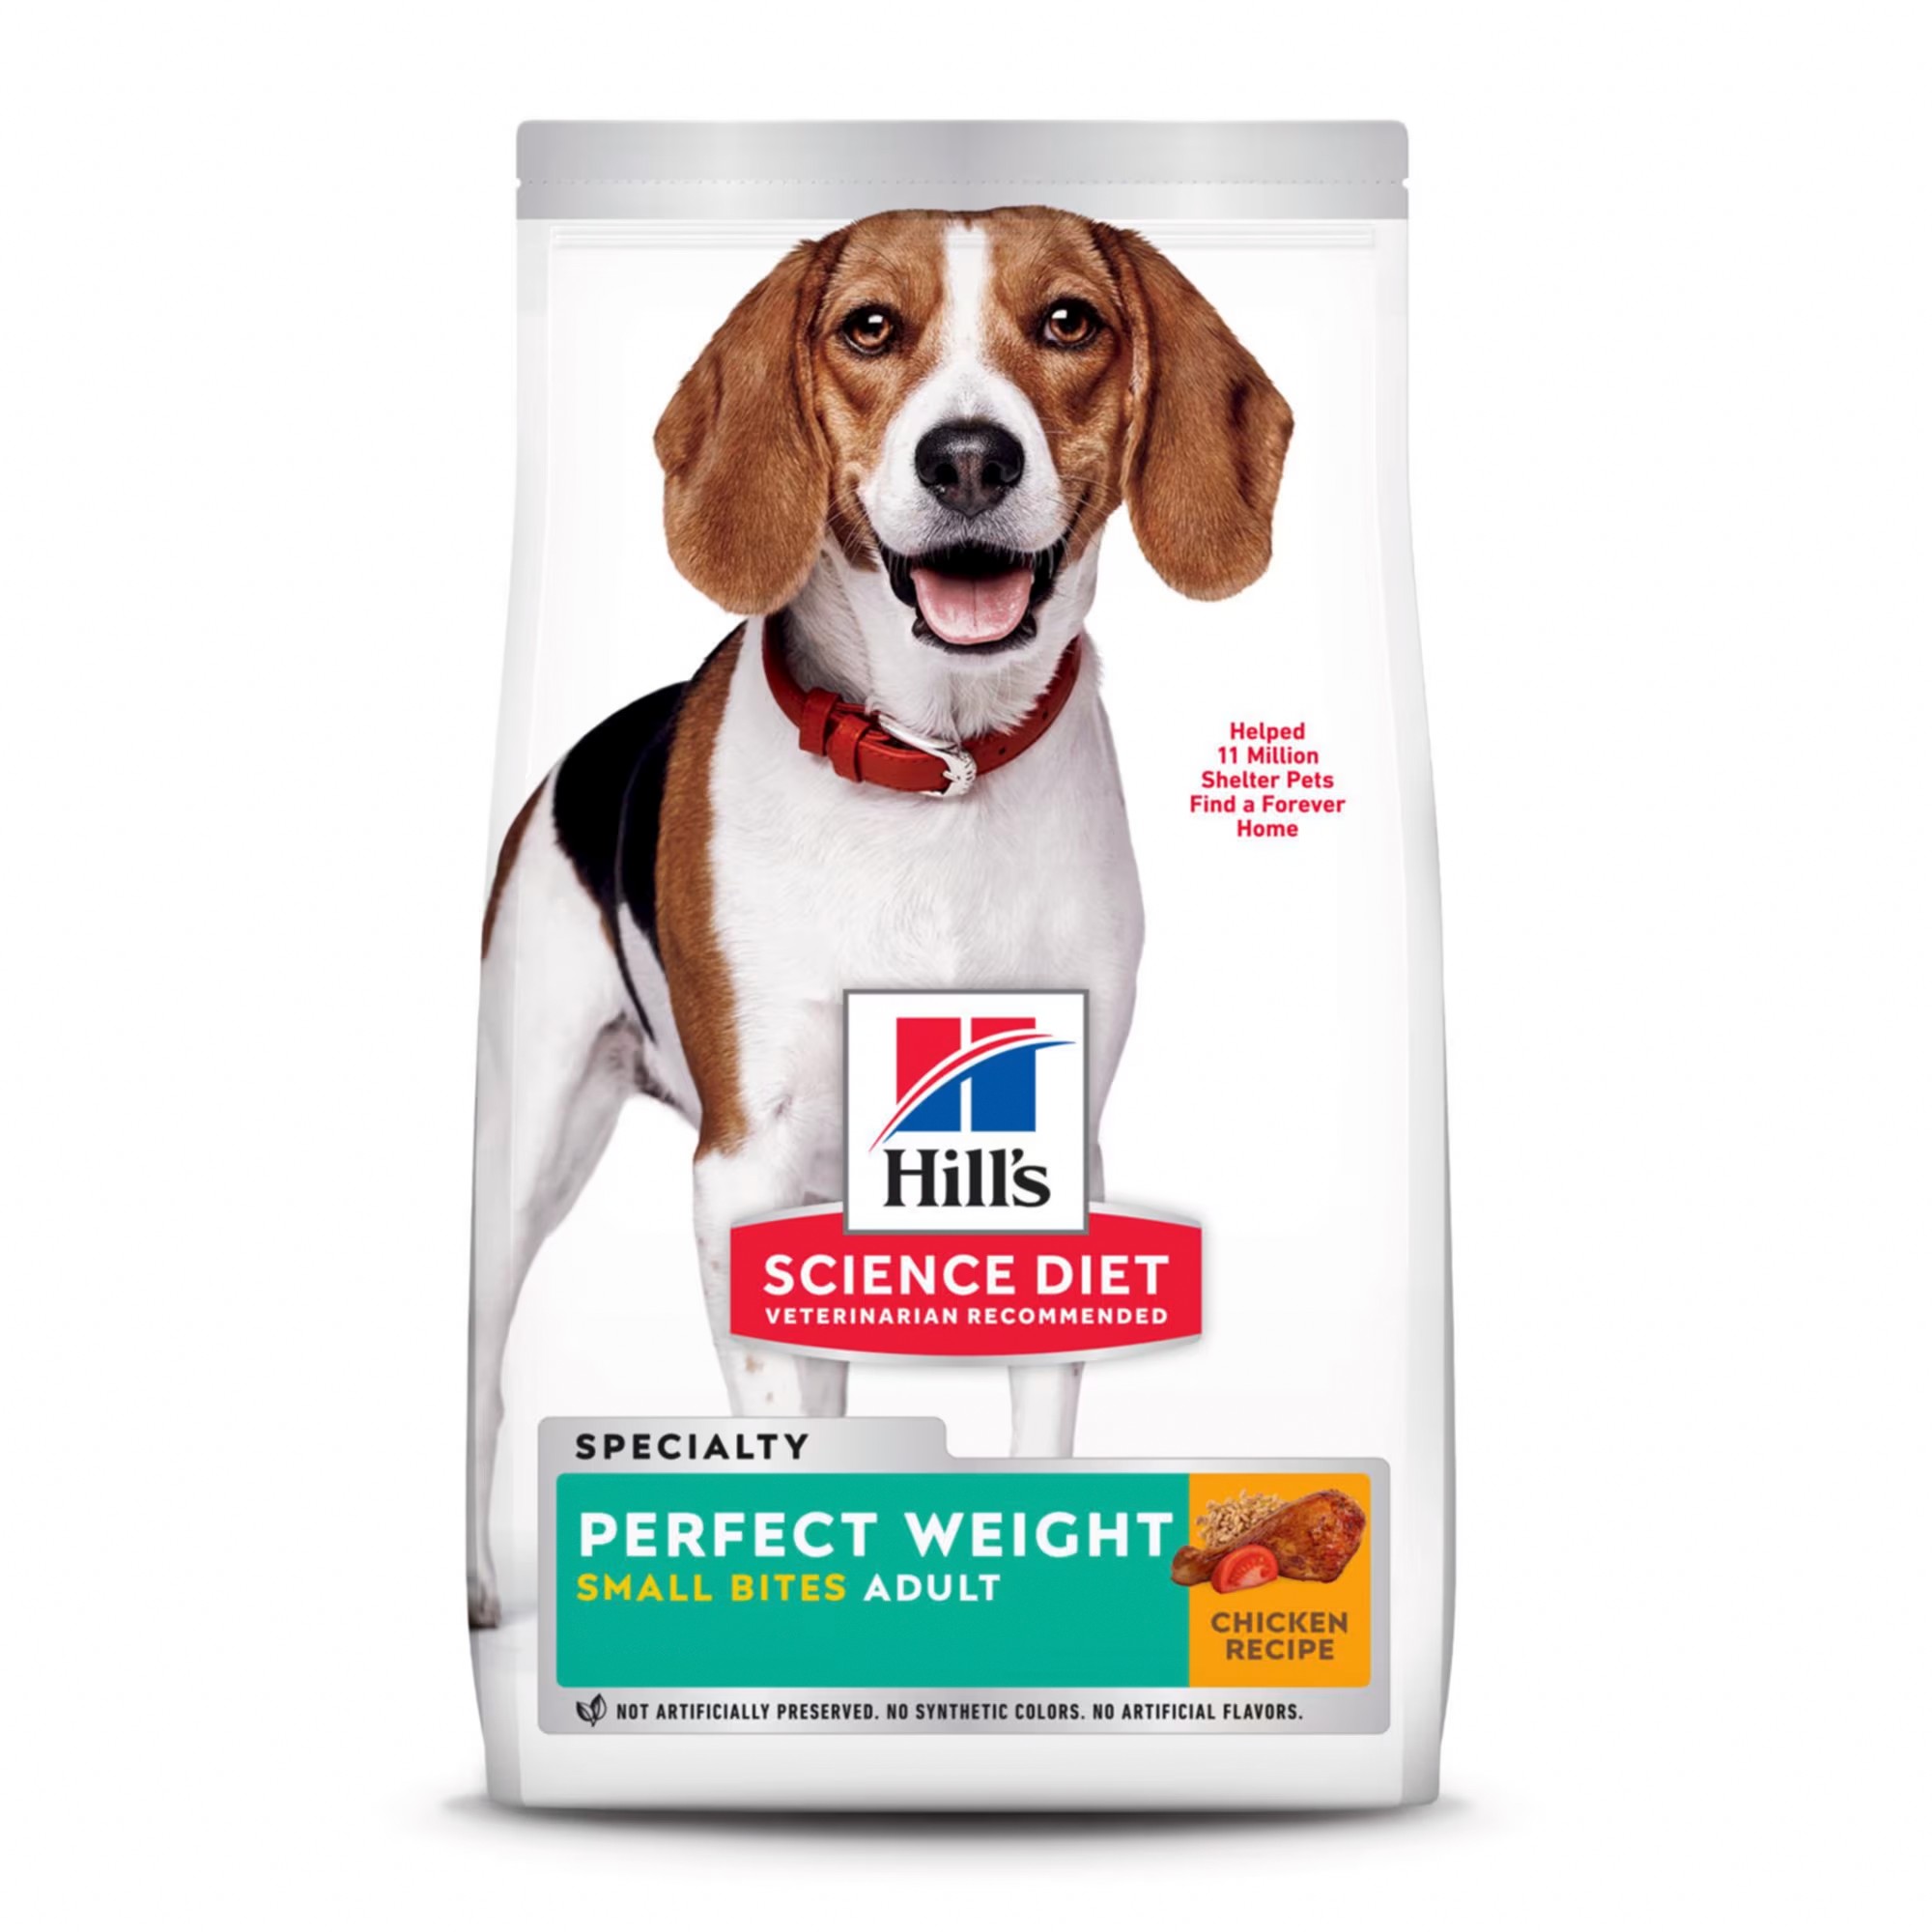 Helped
11 Million
Shelter Pets
Find a Forever
Home
Hill's
SCIENCE DIET
VETERINARIAN RECOMMENDED
SPECIALTY
PERFECT WEIGHT
SMALL BITES ADULT
CHICKEN
RECIPE
NOT ARTIFICIALLY PRESERVED. NO SYNTHETIC COLORS. NO ARTIFICIAL FLAVORS.